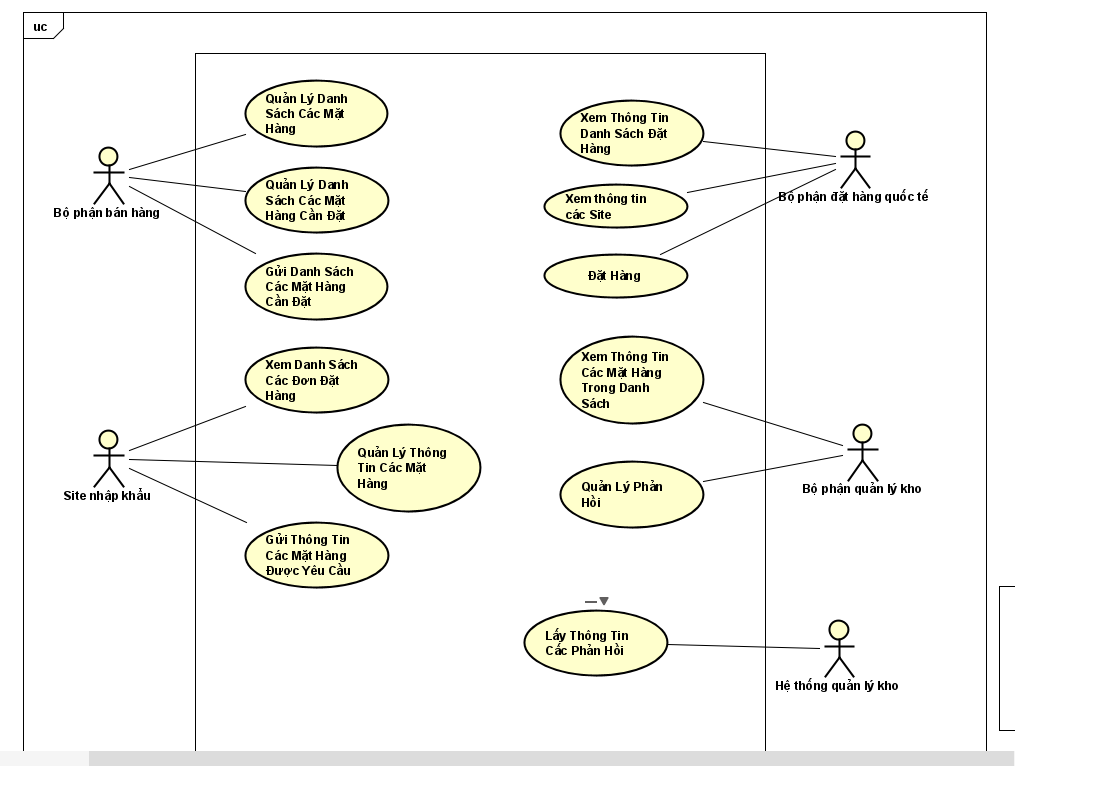 uc
Quản Lý Danh
Sách Các Mặt
Hàng
Quản Lý Danh
Sách Các Mặt
Hàng Cần Đặt
Gửi Danh Sách
Các Mặt Hàng
Cần Đặt
Bộ phận bán hàng
Xem Thông Tin
Danh Sách Đặt
Hàng
Xem thông tin
các Site
Đặt Hàng
Bộ phận đặt hàng quốc tế
Xem Danh Sách
Các Đơn Đặt
Hàng
Quản Lý Thông
Tin Các Mặt
Hàng
Gửi Thông Tin
Các Mặt Hàng
Được Yêu Cầu
Site nhập khẩu
Xem Thông Tin
Các Mặt Hàng
Trong Danh
Sách
Quản Lý Phản
Hồi
Bộ phận quản lý kho
Lấy Thông Tin
Các Phản Hồi
Hệ thống quản lý kho